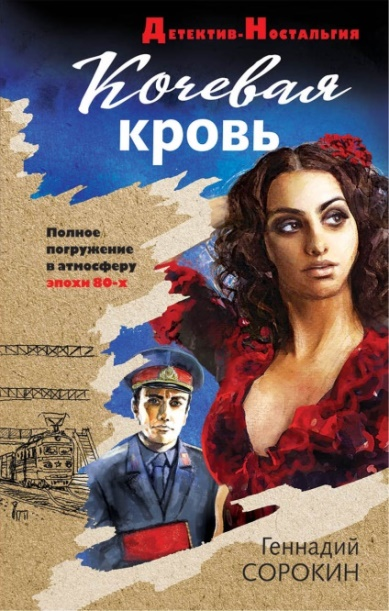 Детектив-Ностальгия
Кочевая
кровь
Полное
погружение
в атмосферу
эпохи 80-х
Геннадий
СОРОКИН